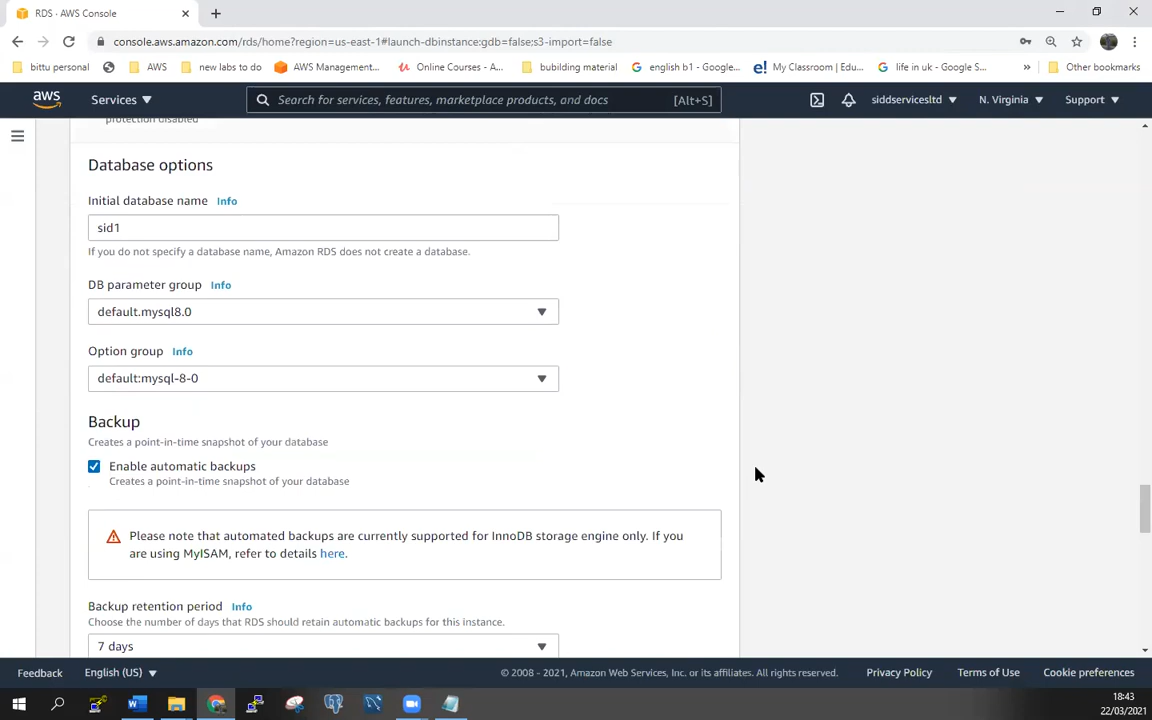 RDS · AWS Console
console.aws.amazon.com/rds/home?region=us-east-1#launch-dbinstance:gdb=false;s3-import=false
bittu personal
AWS
new labs to do
AWS Management...
Online Courses - A...
bubilding material
english b1 - Google...
My Classroom | Edu...
life in uk - Google S...
»
Other bookmarks
aws
Services
Search for services, features, marketplace products, and docs
[Alt+S]
siddservicesltd
N. Virginia
Support
protection disabled
Database options
Initial database name Info
sid1
If you do not specify a database name, Amazon RDS does not create a database.
DB parameter group Info
default.mysql8.0
Option group Info
default:mysql-8-0
Backup
Creates a point-in-time snapshot of your database
Enable automatic backups
Creates a point-in-time snapshot of your database
Please note that automated backups are currently supported for InnoDB storage engine only. If you
are using MyISAM, refer to details here.
Backup retention period Info
Choose the number of days that RDS should retain automatic backups for this instance.
7 days
Feedback
English (US)
© 2008 - 2021, Amazon Web Services, Inc. or its affiliates. All rights reserved.
Privacy Policy
Terms of Use
Cookie preferences
18:43
22/03/2021